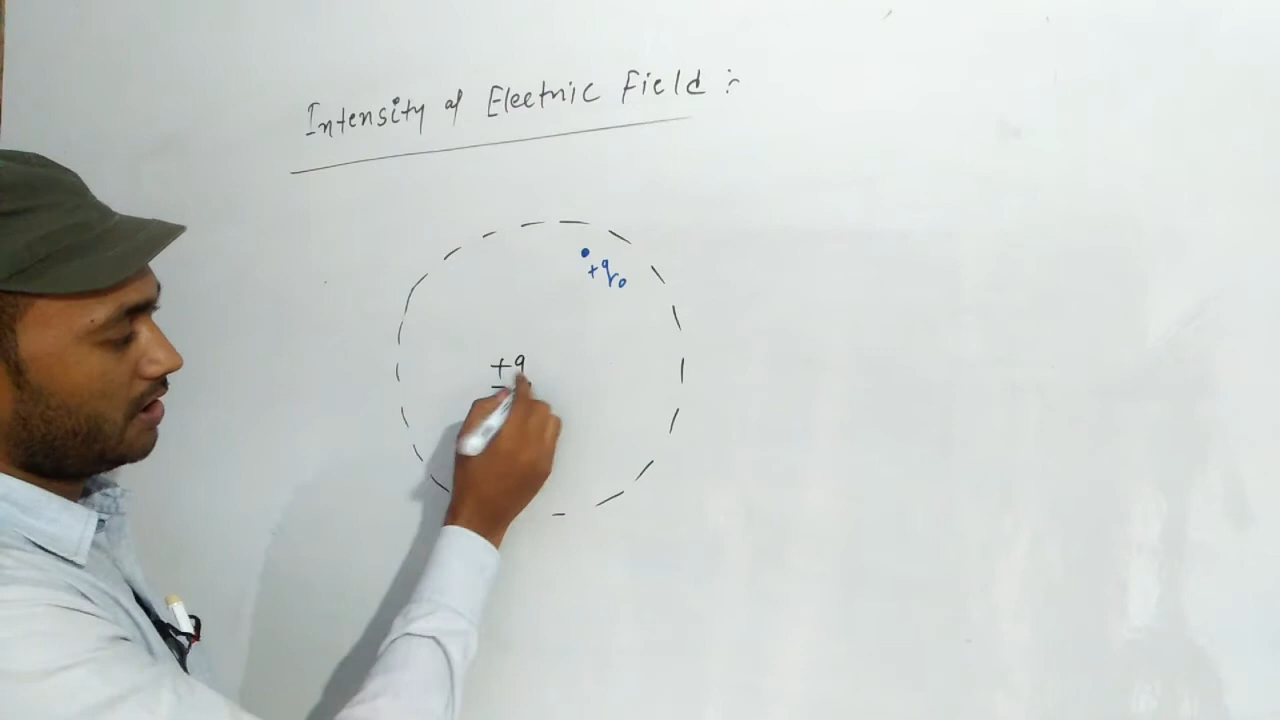 Intensity of Electric Field :-
+q₀
+q